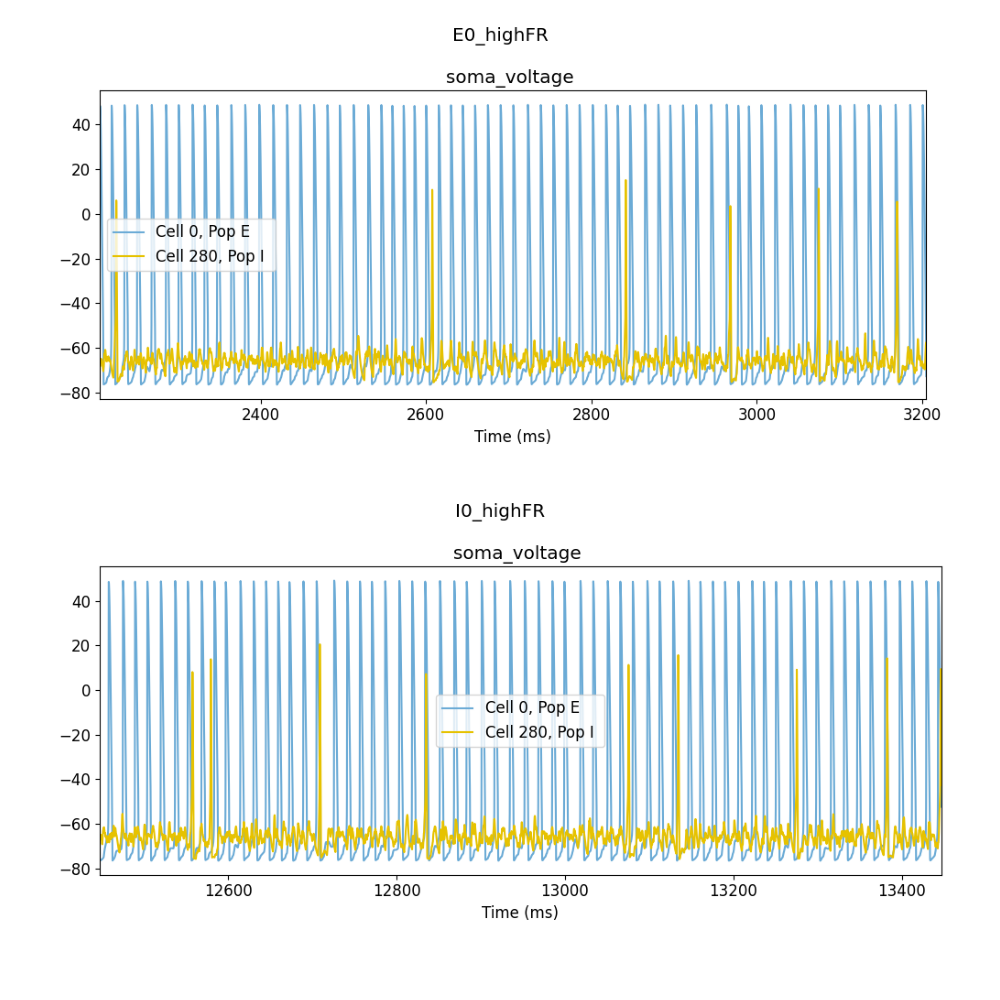 E0_highFR
soma_voltage
40
20
0
−20
−40
−60
−80
Cell 0, Pop E
Cell 280, Pop I
2400 2600 2800 3000 3200
Time (ms)
I0_highFR
soma_voltage
40
20
0
−20
−40
−60
−80
Cell 0, Pop E
Cell 280, Pop I
12600 12800 13000 13200 13400
Time (ms)